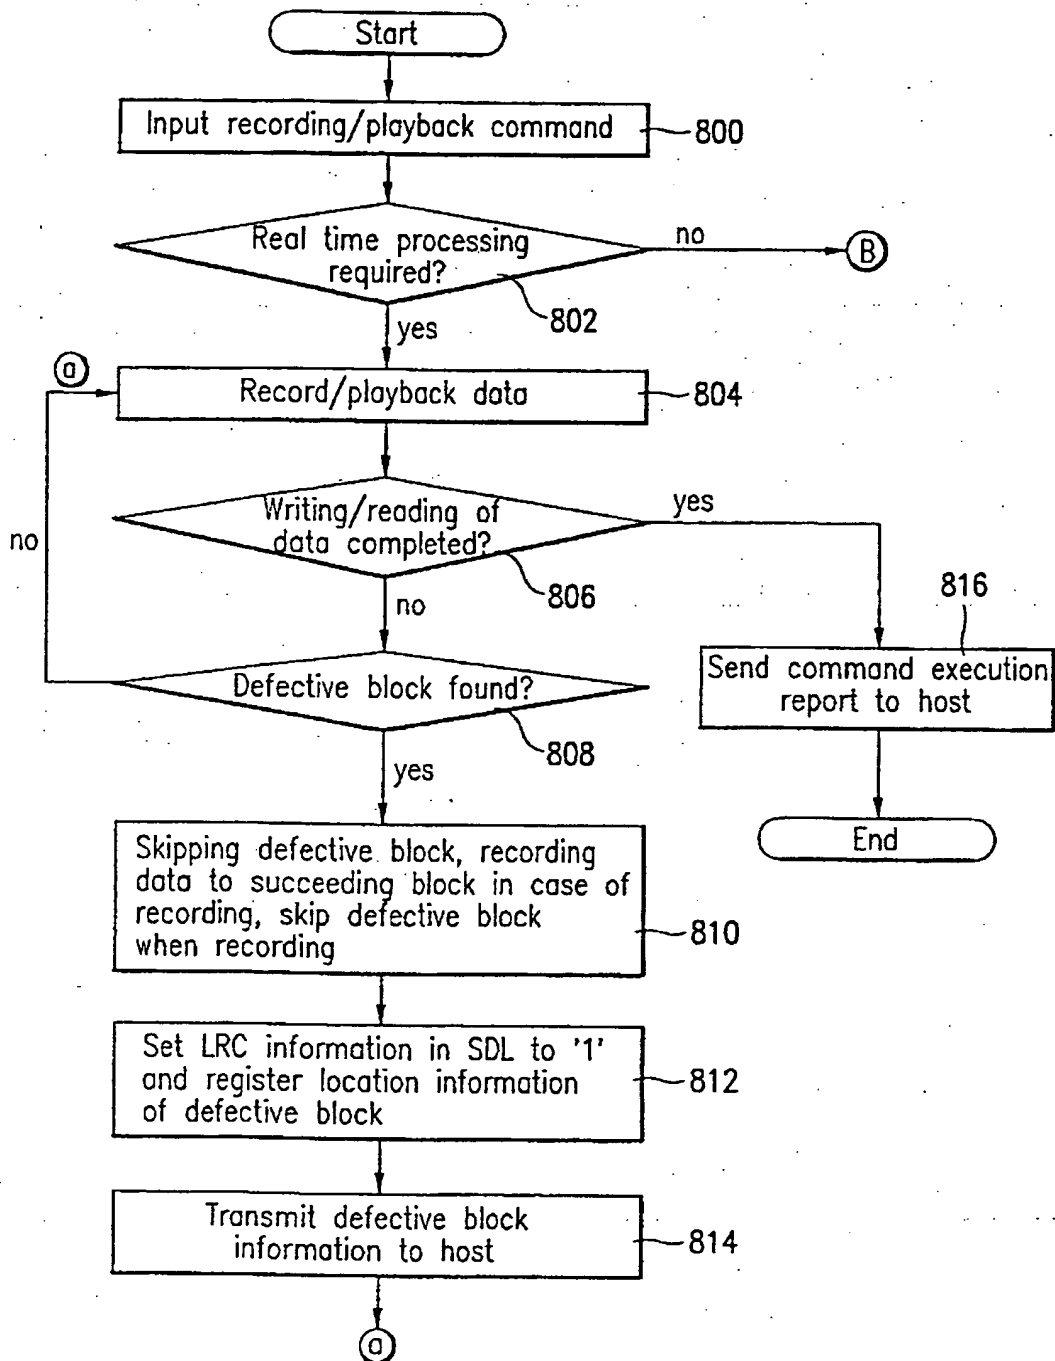 Start
Input recording/playback command
800
Real time processing
required?
no
B
802
yes
a
Record/playback data
804
Writing/reading of
data completed?
yes
no
806
no
816
Send command execution
report to host
Defective block found?
808
yes
End
Skipping defective block, recording
data to succeeding block in case of
recording, skip defective block
when recording
810
Set LRC information in SDL to '1'
and register location information
of defective block
812
Transmit defective block
information to host
814
a